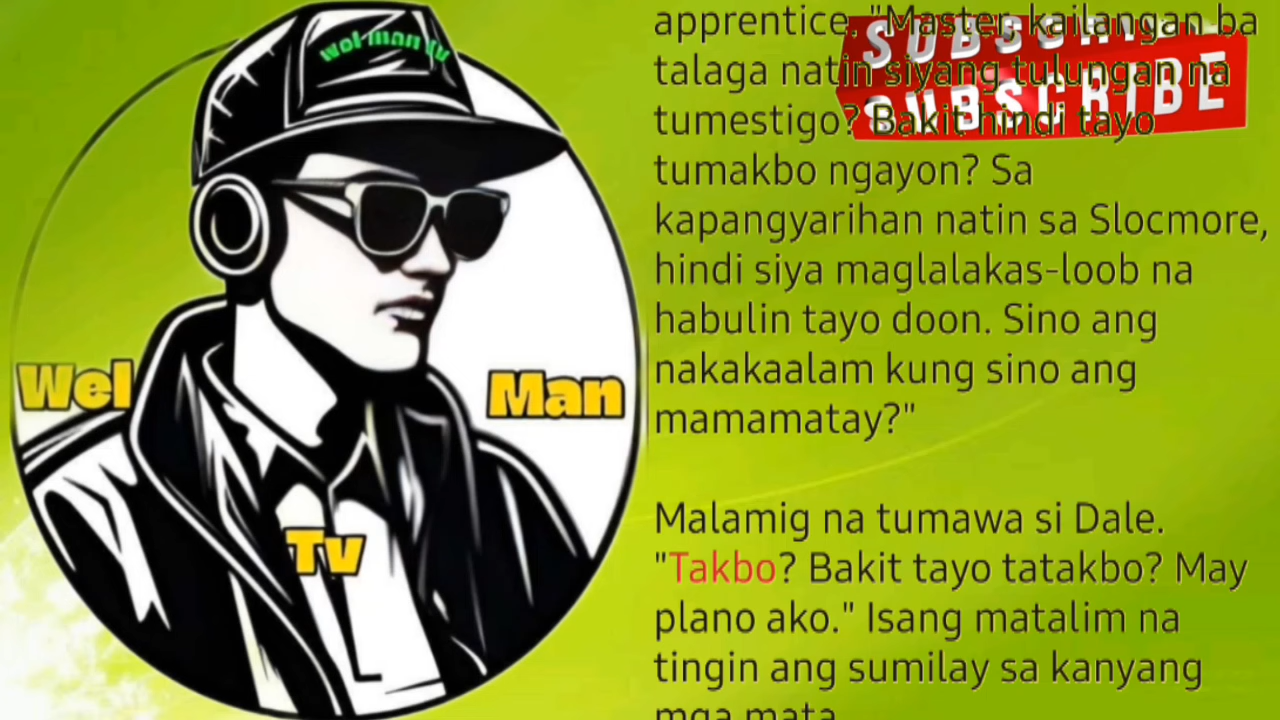 wel man tv
Wel
Man
Tv
SUBSCRIBE
SUBSCRIBE
apprentice. "Master, kailangan ba
talaga natin siyang tulungan na
tumestigo? Bakit hindi tayo
tumakbo ngayon? Sa
kapangyarihan natin sa Slocmore,
hindi siya maglalakas-loob na
habulin tayo doon. Sino ang
nakakaalam kung sino ang
mamamatay?"
Malamig na tumawa si Dale.
"Takbo? Bakit tayo tatakbo? May
plano ako." Isang matalim na
tingin ang sumilay sa kanyang
mga mata.